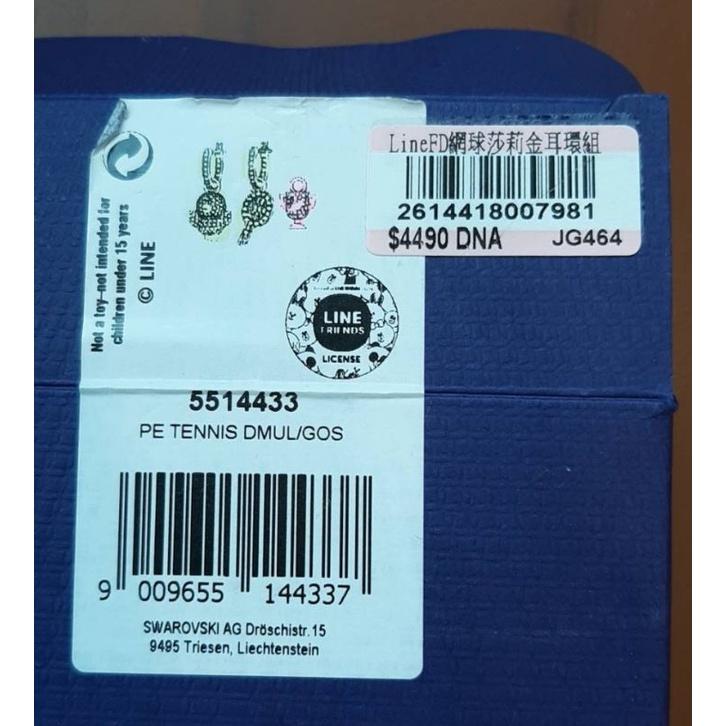 LineFD網球莎莉金耳環組
2614418007981
$4490 DNA JG464
Not a toy-not intended for
children under 15 years
© LINE
LINE
FRIENDS
LICENSE
5514433
PE TENNIS DMUL/GOS
9 009655 144337
SWAROVSKI AG Dröschistr. 15
9495 Triesen, Liechtenstein